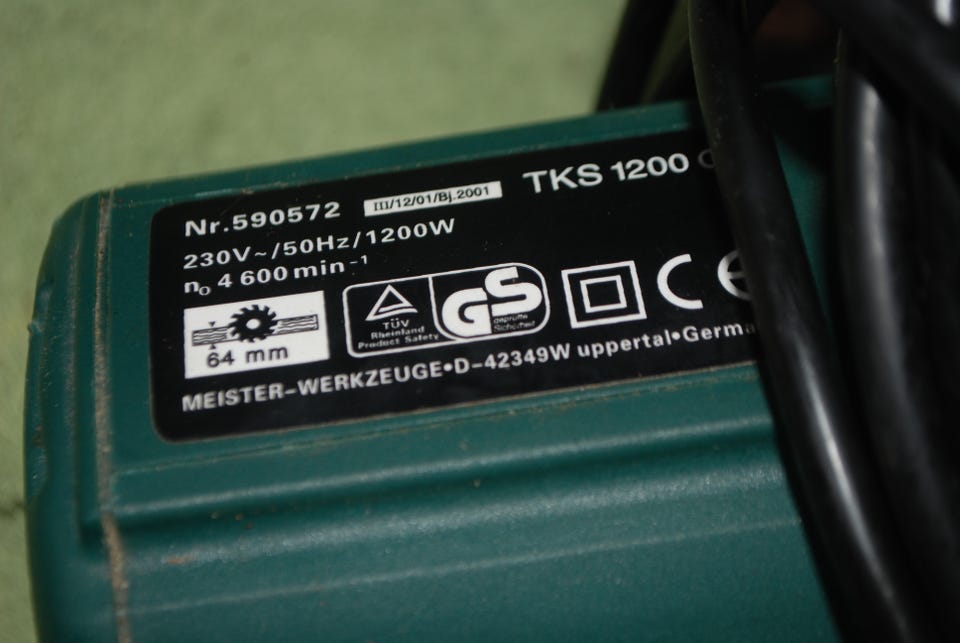 Nr.590572 III/12/01/Bj.2001 TKS 1200
230V~/50Hz/1200W
n₀ 4 600 min⁻¹
64 mm
TÜV
Rheinland
Product Safety
GS
geprüfte
Sicherheit
CE
MEISTER-WERKZEUGE•D-42349W uppertal•Germa